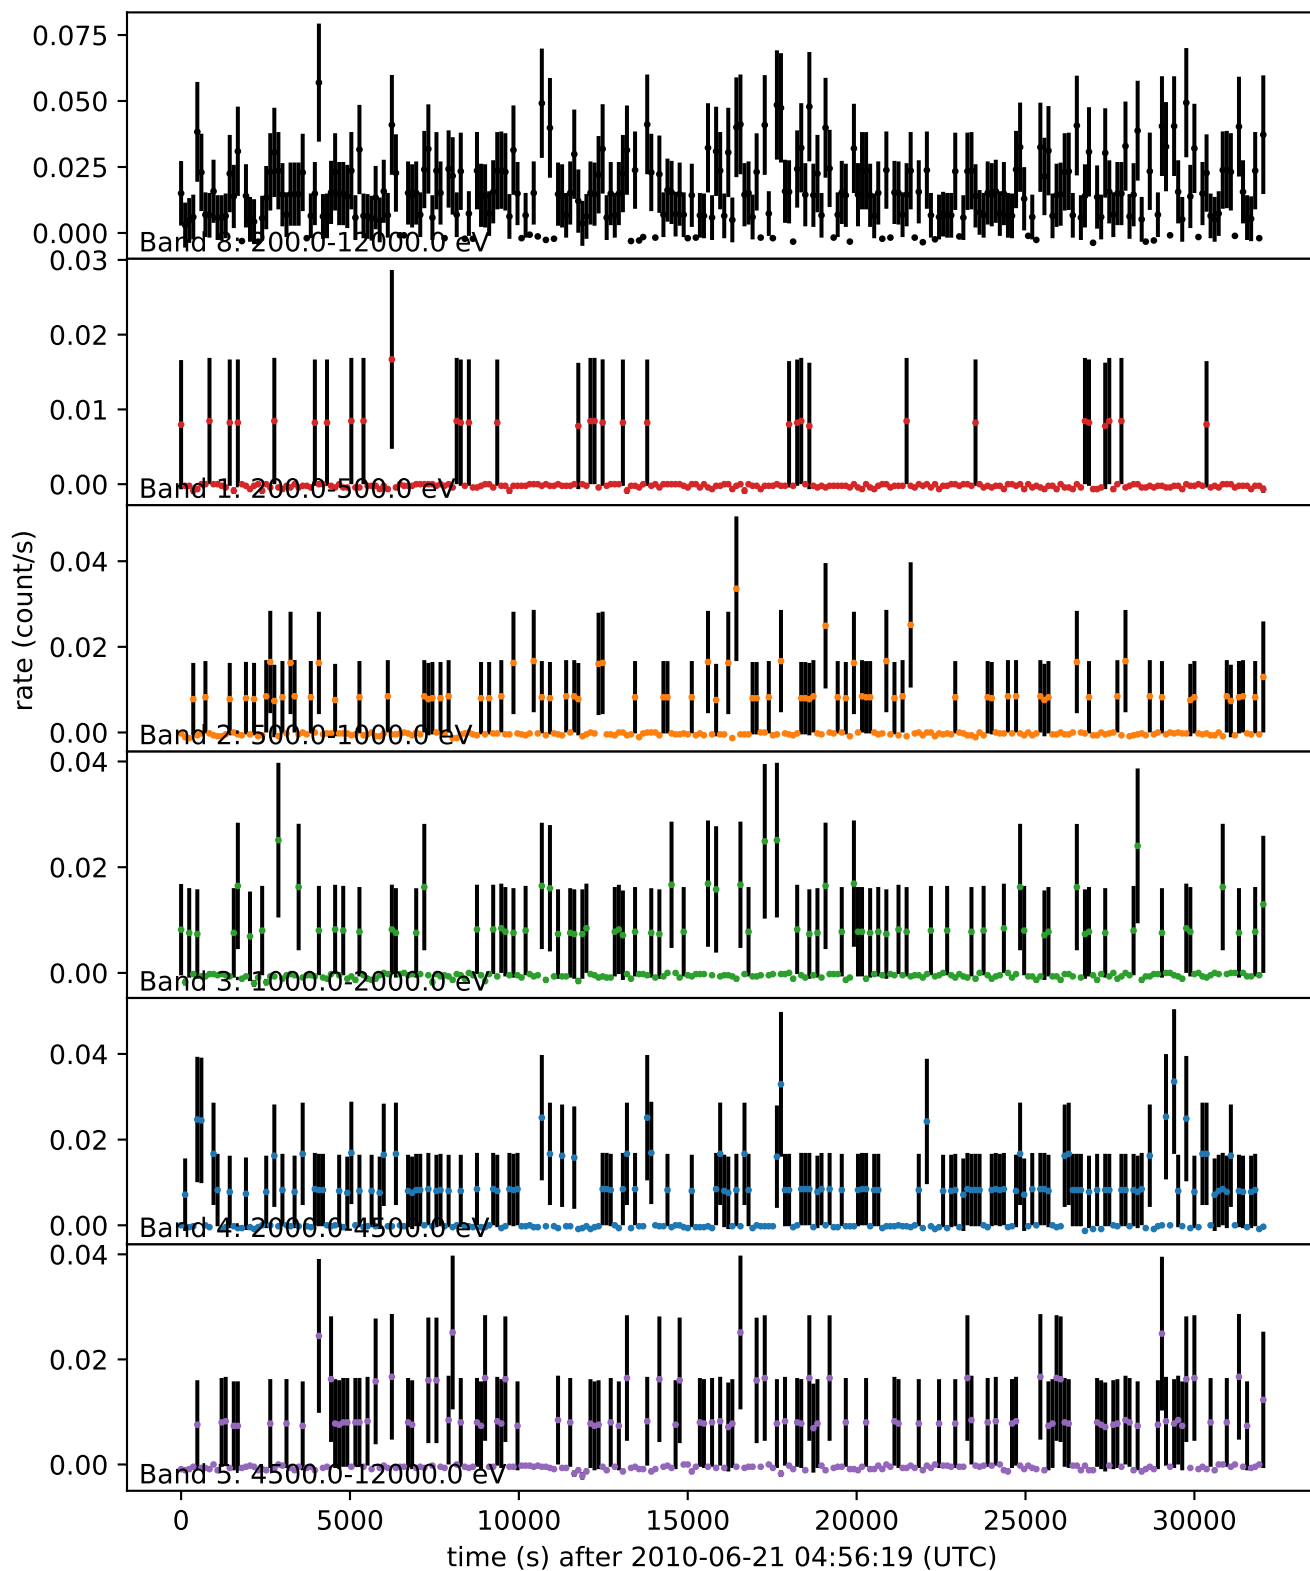 0.075
0.050
0.025
0.000
Band 8: 200.0-12000.0 eV
0.03
0.02
0.01
0.00
Band 1: 200.0-500.0 eV
0.04
0.02
0.00
Band 2: 500.0-1000.0 eV
rate (count/s)
0.04
0.02
0.00
Band 3: 1000.0-2000.0 eV
0.04
0.02
0.00
Band 4: 2000.0-4500.0 eV
0.04
0.02
0.00
Band 5: 4500.0-12000.0 eV
0 5000 10000 15000 20000 25000 30000
time (s) after 2010-06-21 04:56:19 (UTC)